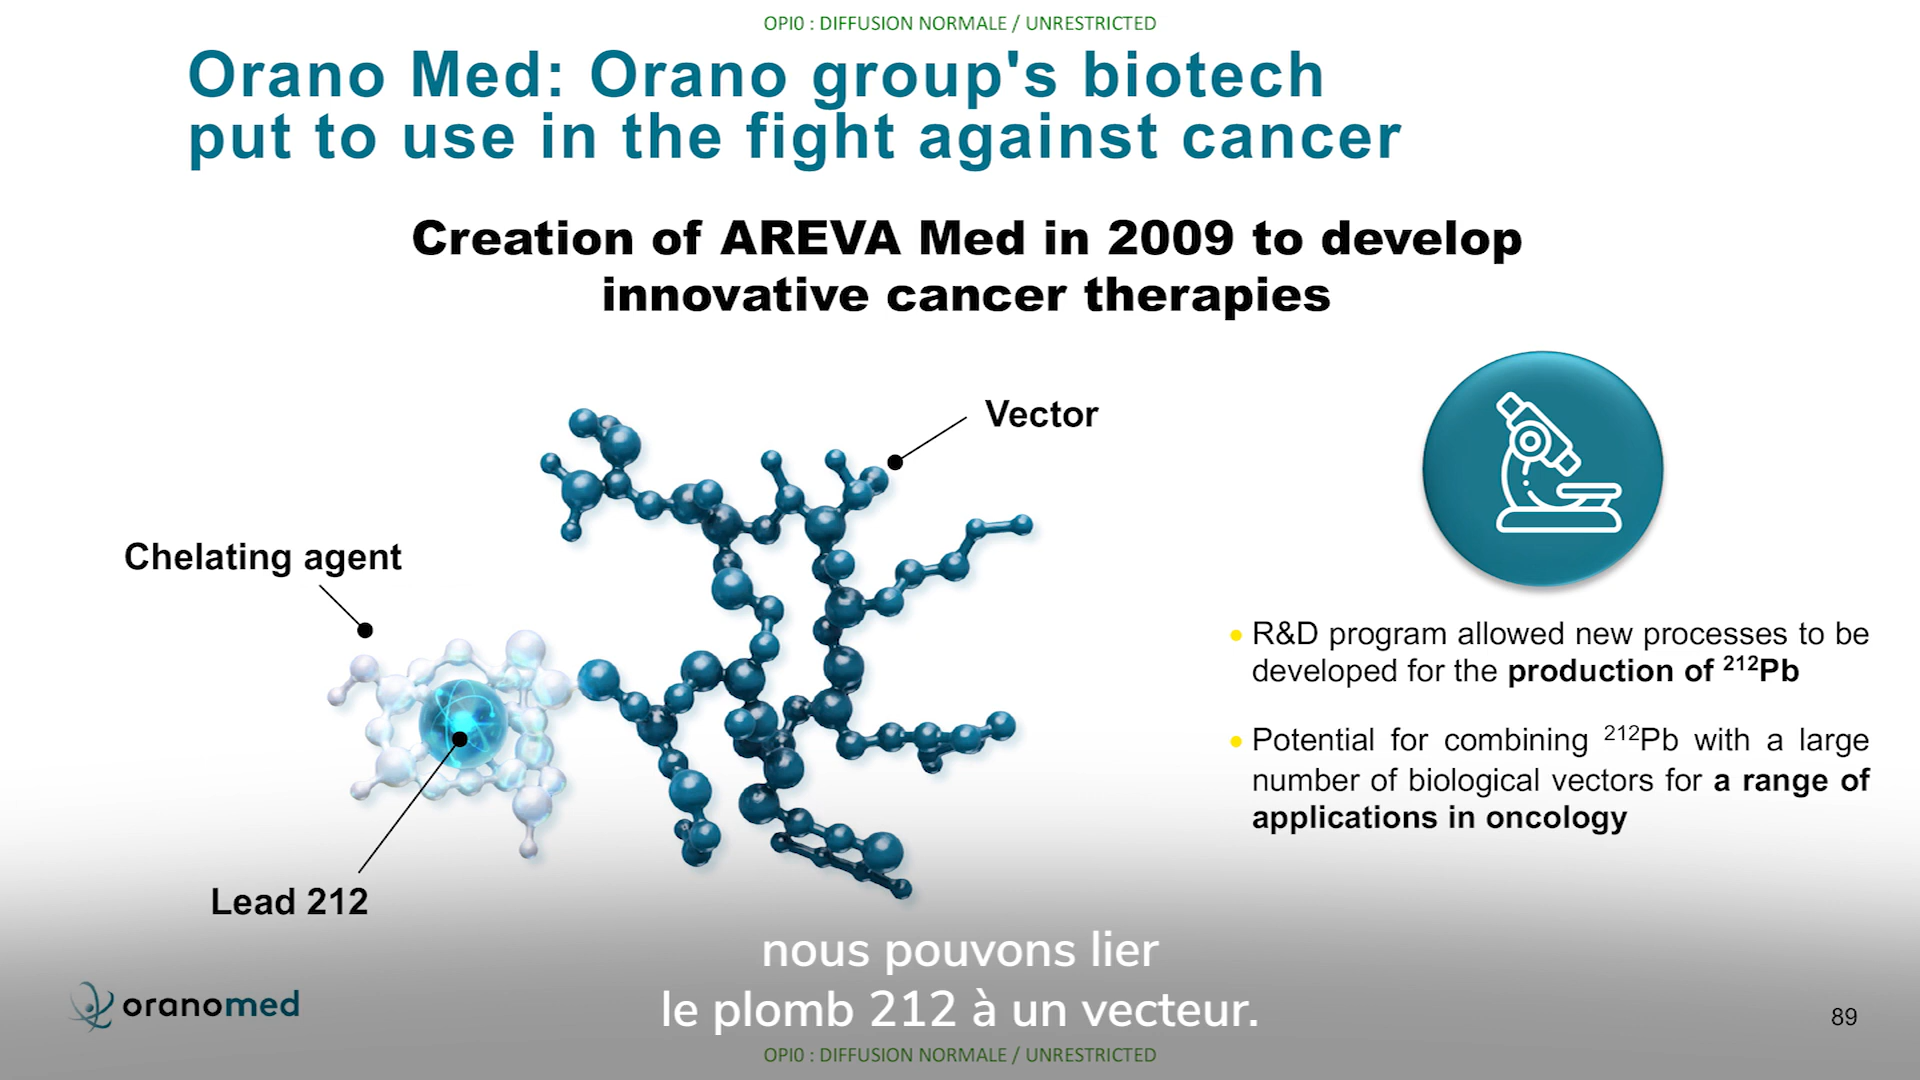 OPI0 : DIFFUSION NORMALE / UNRESTRICTED
Orano Med: Orano group's biotech
put to use in the fight against cancer
Creation of AREVA Med in 2009 to develop
innovative cancer therapies
Vector
Chelating agent
Lead 212
• R&D program allowed new processes to be
developed for the production of ²¹²Pb
• Potential for combining ²¹²Pb with a large
number of biological vectors for a range of
applications in oncology
nous pouvons lier
le plomb 212 à un vecteur.
oranomed
89
OPI0 : DIFFUSION NORMALE / UNRESTRICTED